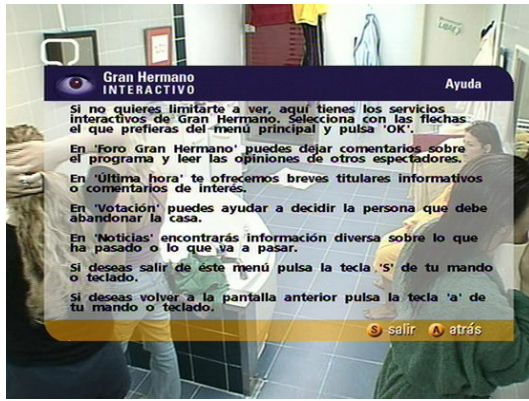 Gran Hermano
INTERACTIVO
Ayuda
Si no quieres limitarte a ver, aquí tienes los servicios
interactivos de Gran Hermano. Selecciona con las flechas
el que prefieras del menú principal y pulsa 'OK'.
En 'Foro Gran Hermano' puedes dejar comentarios sobre
el programa y leer las opiniones de otros espectadores.
En 'Última hora' te ofrecemos breves titulares informativos
o comentarios de interés.
En 'Votación' puedes ayudar a decidir la persona que debe
abandonar la casa.
En 'Noticias' encontrarás información diversa sobre lo que
ha pasado o lo que va a pasar.
Si deseas salir de éste menú pulsa la tecla 'S' de tu mando
o teclado.
Si deseas volver a la pantalla anterior pulsa la tecla 'a' de
tu mando o teclado.
S salir A atrás